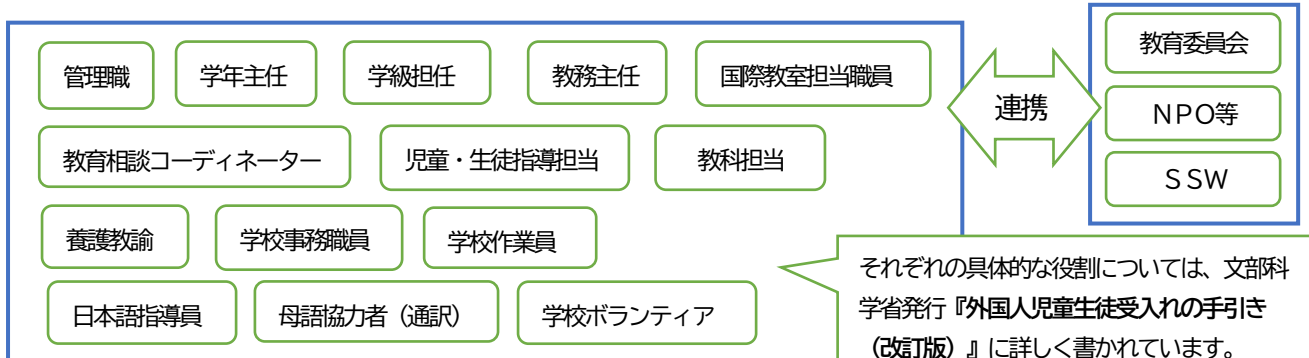 管理職
学年主任
学級担任
教務主任
国際教室担当職員
教育相談コーディネーター
児童・生徒指導担当
教科担当
養護教諭
学校事務職員
学校作業員
日本語指導員
母語協力者（通訳）
学校ボランティア
連携
教育委員会
ＮＰＯ等
ＳＳＷ
それぞれの具体的な役割については、文部科
学省発行『外国人児童生徒受入れの手引き
（改訂版）』に詳しく書かれています。